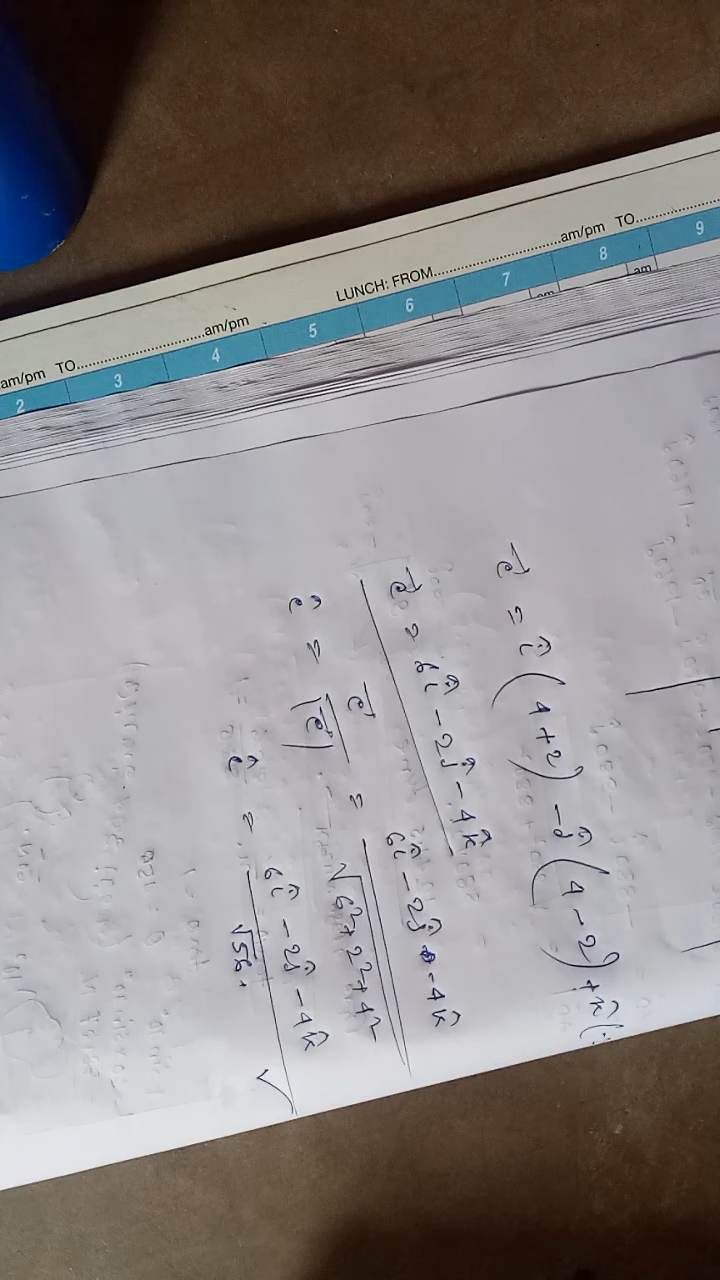 am/pm TO..............................am/pm LUNCH: FROM..............................am/pm TO..............
2 3 4 5 6 7 8 9
am
c⃗ = î(4+2) - ĵ(4-2) + k̂(
c⃗ = 6î - 2ĵ - 4k̂
ĉ = c⃗/|c⃗| = 6î - 2ĵ - 4k̂/√6²+2²+4²
ĉ = 6î - 2ĵ - 4k̂/√56.